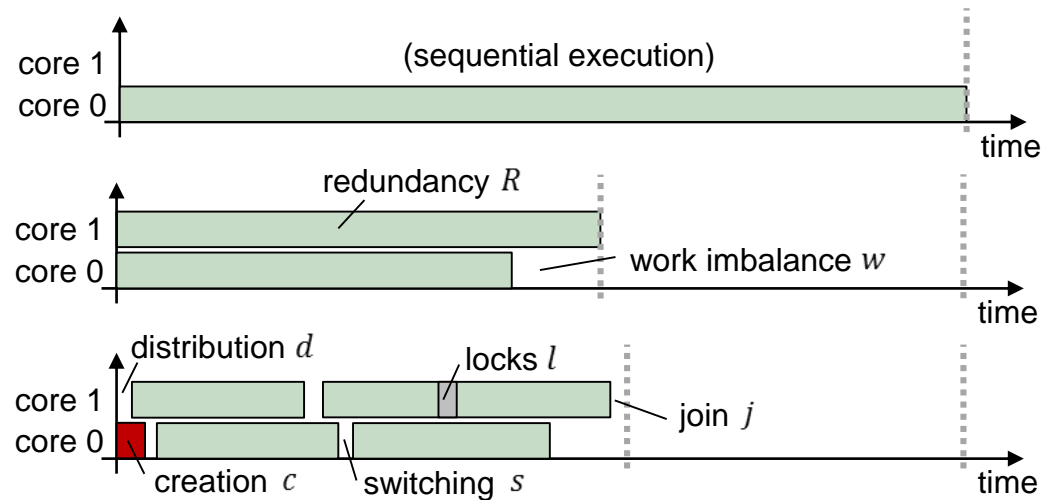 (sequential execution)
core 1
core 0
time
redundancy R
core 1
core 0
work imbalance w
time
distribution d
locks l
core 1
join j
core 0
creation c
switching s
time